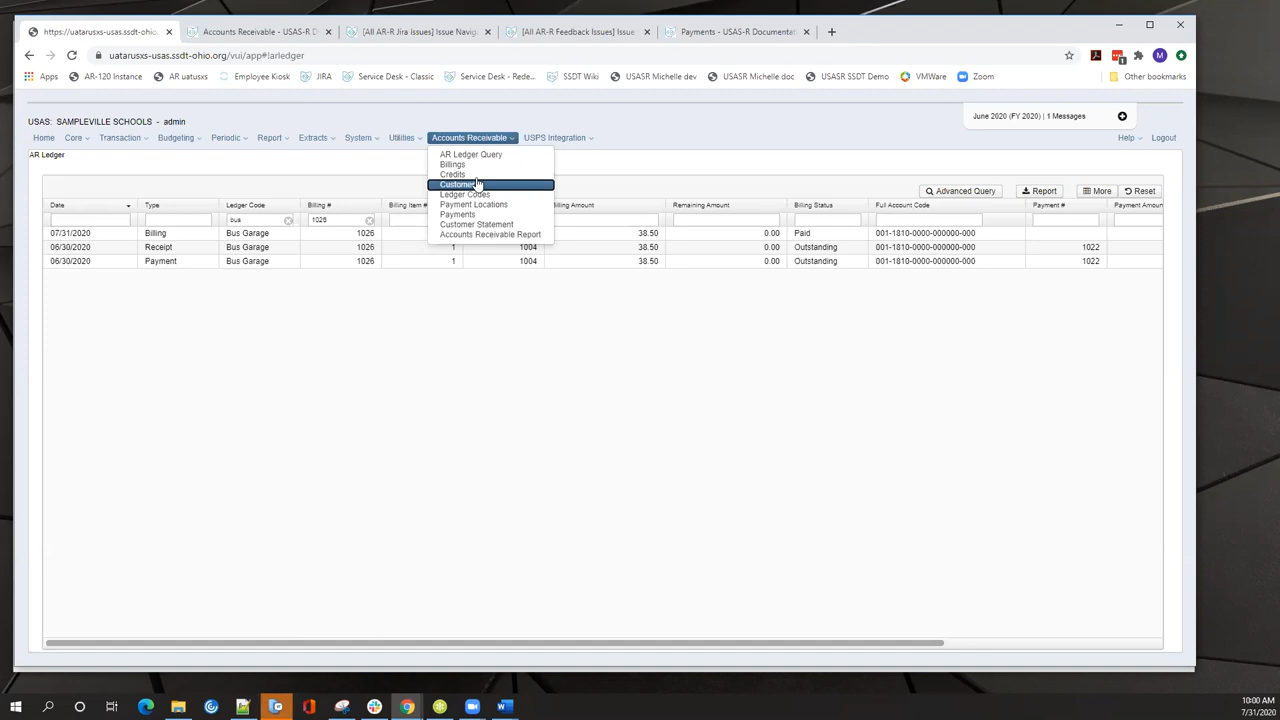 https://uatarusxs-usas.ssdt-ohio. ×
Accounts Receivable - USAS-R D ×
[All AR-R Jira issues] Issue Navig ×
[All AR-R Feedback Issues] Issue ×
Payments - USAS-R Documentat ×
uatarusxs-usas.ssdt-ohio.org/vui/app#!arledger
Apps AR-120 Instance AR uatusxs Employee Kiosk JIRA Service Desk - Classic Service Desk - Rede... SSDT Wiki USASR Michelle dev USASR Michelle doc USASR SSDT Demo VMWare Zoom Other bookmarks
USAS: SAMPLEVILLE SCHOOLS - admin
June 2020 (FY 2020) | 1 Messages
Home Core Transaction Budgeting Periodic Report Extracts System Utilities Accounts Receivable USPS Integration Help Logout
AR Ledger
AR Ledger Query
Billings
Credits
Custome
Ledger Codes
Payment Locations
Payments
Customer Statement
Accounts Receivable Report
Advanced Query Report More Reset
Date Type Ledger Code Billing # Billing Item # Billing Amount Remaining Amount Billing Status Full Account Code Payment # Payment Amoun
bus 1026
07/31/2020 Billing Bus Garage 1026 38.50 0.00 Paid 001-1810-0000-000000-000
06/30/2020 Receipt Bus Garage 1026 1 1004 38.50 0.00 Outstanding 001-1810-0000-000000-000 1022
06/30/2020 Payment Bus Garage 1026 1 1004 38.50 0.00 Outstanding 001-1810-0000-000000-000 1022
10:00 AM
7/31/2020